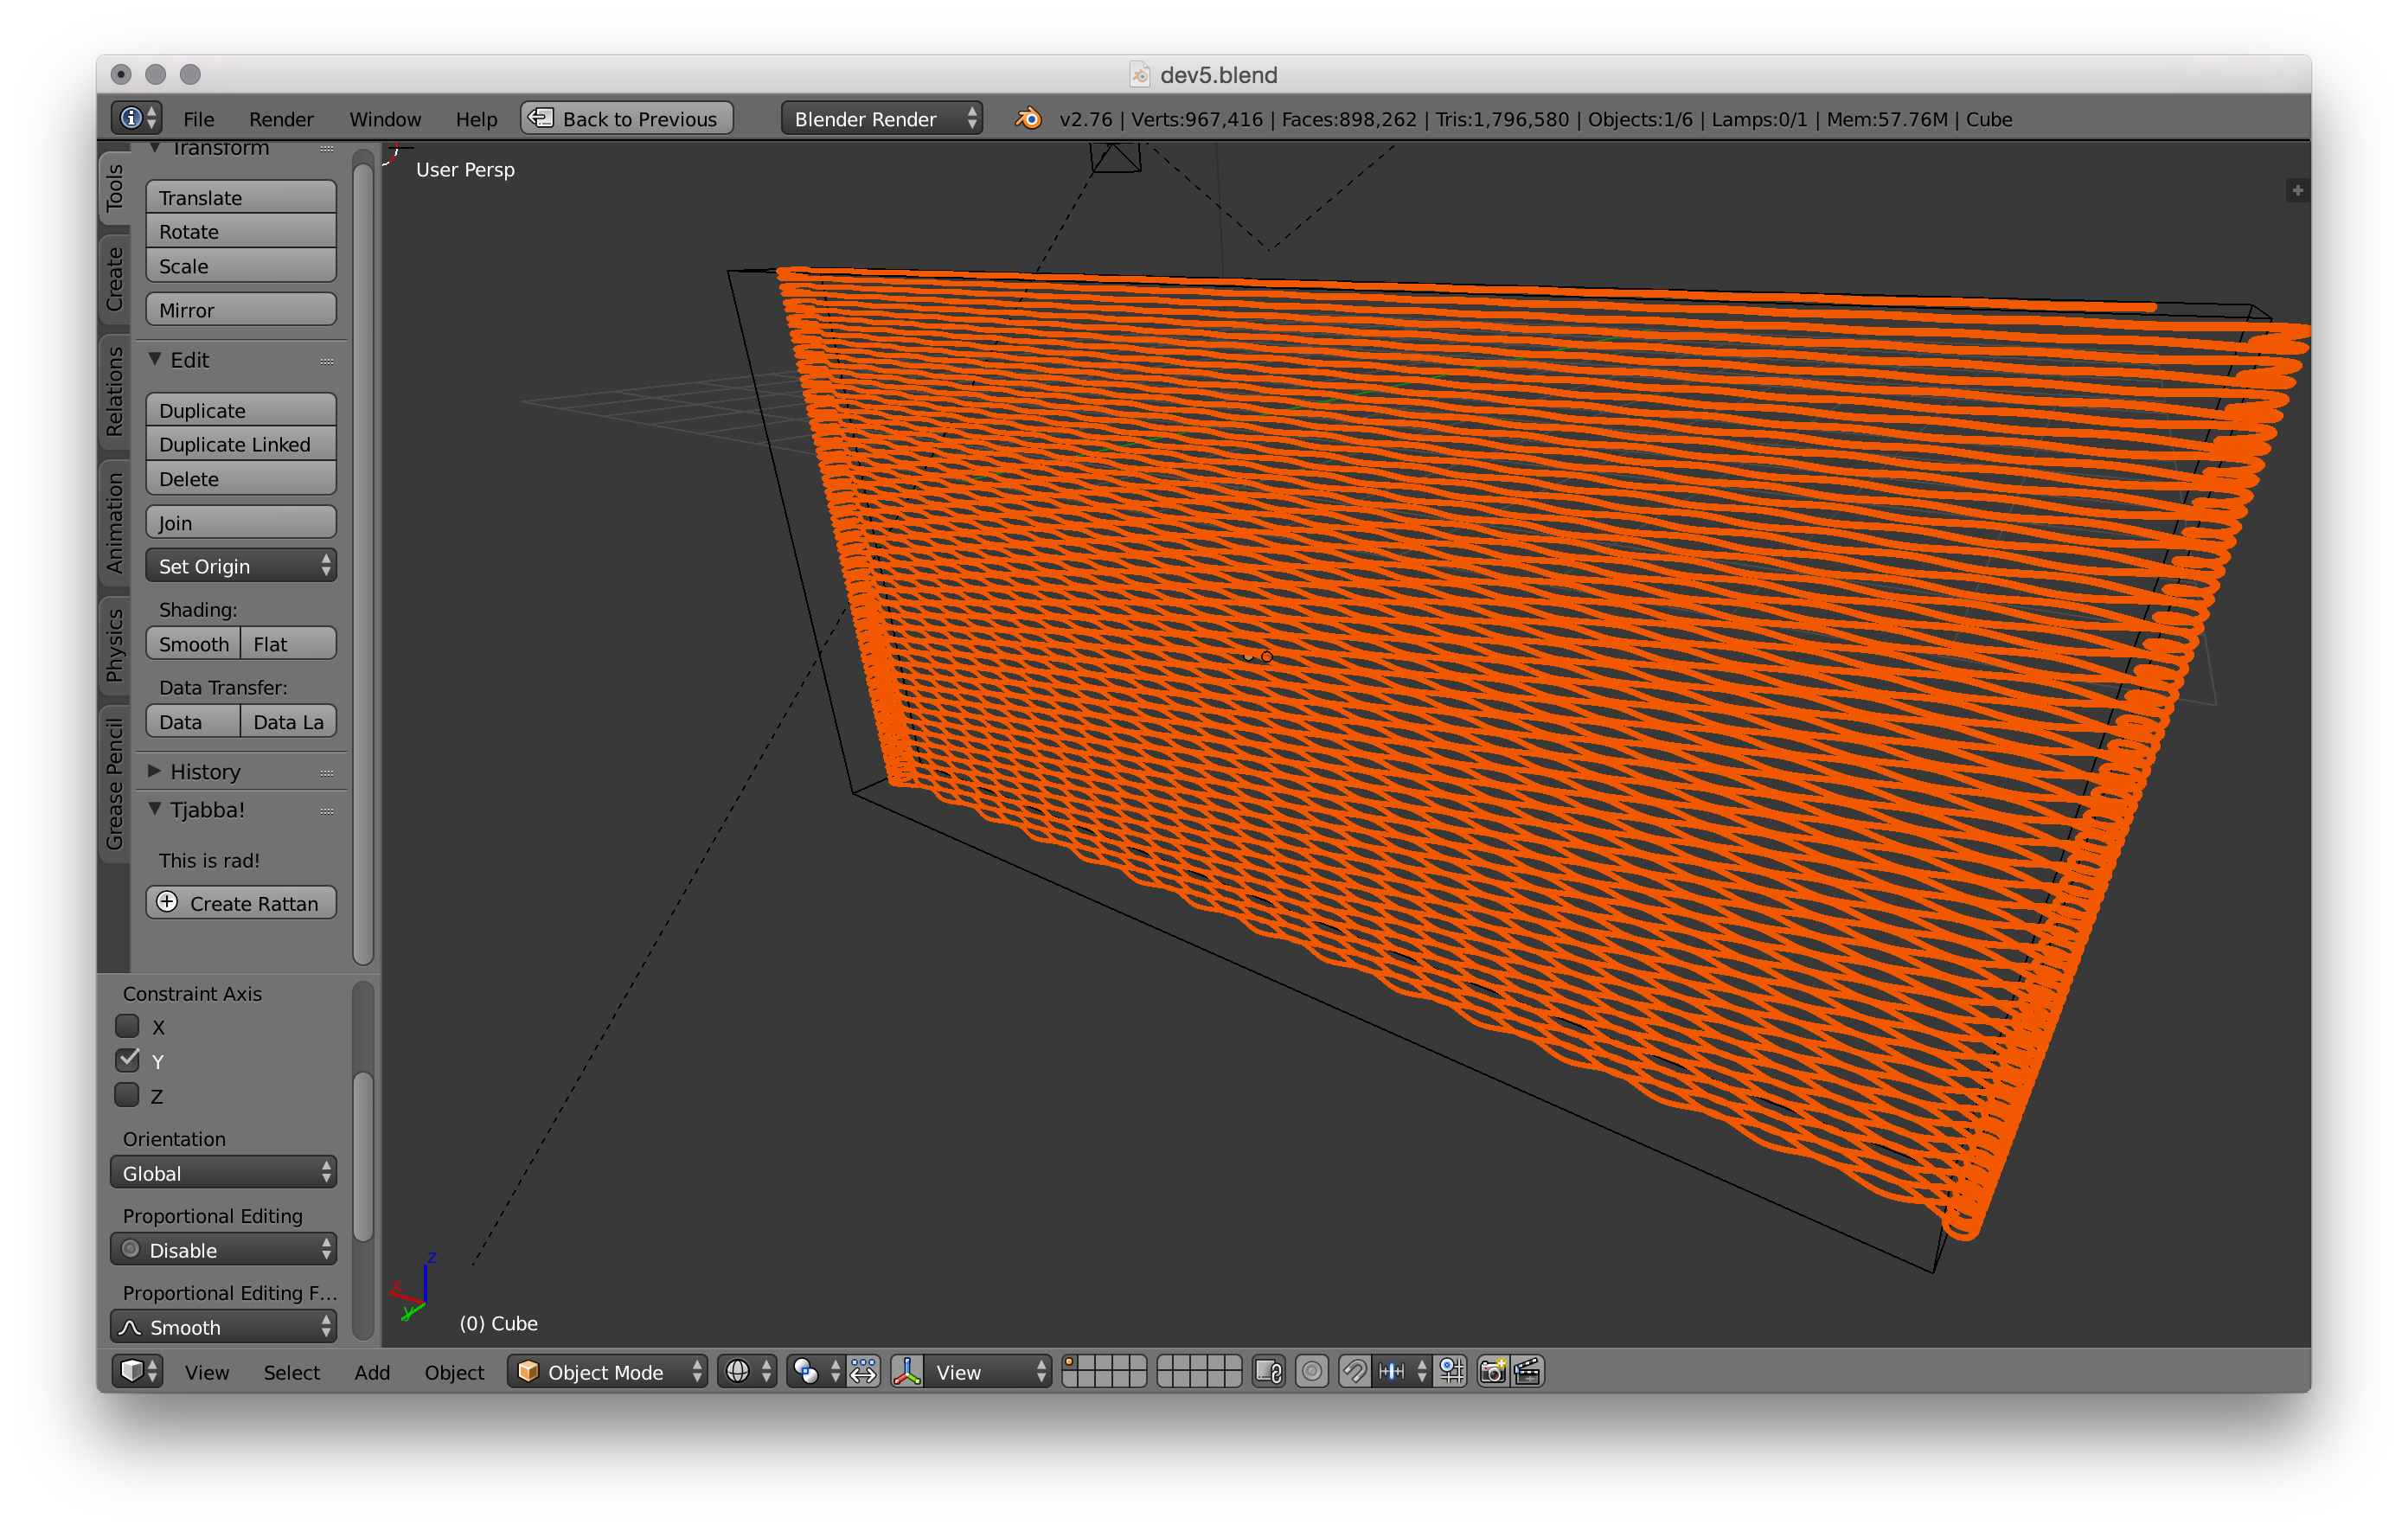 dev5.blend
File Render Window Help Back to Previous Blender Render v2.76 | Verts:967,416 | Faces:898,262 | Tris:1,796,580 | Objects:1/6 | Lamps:0/1 | Mem:57.76M | Cube
Tools
Create
Relations
Animation
Physics
Grease Pencil
Transform
Translate
Rotate
Scale
Mirror
Edit
Duplicate
Duplicate Linked
Delete
Join
Set Origin
Shading:
Smooth Flat
Data Transfer:
Data Data La
History
Tjabba!
This is rad!
Create Rattan
Constraint Axis
X
Y
Z
Orientation
Global
Proportional Editing
Disable
Proportional Editing F...
Smooth
User Persp
z
x
y
(0) Cube
View Select Add Object Object Mode View